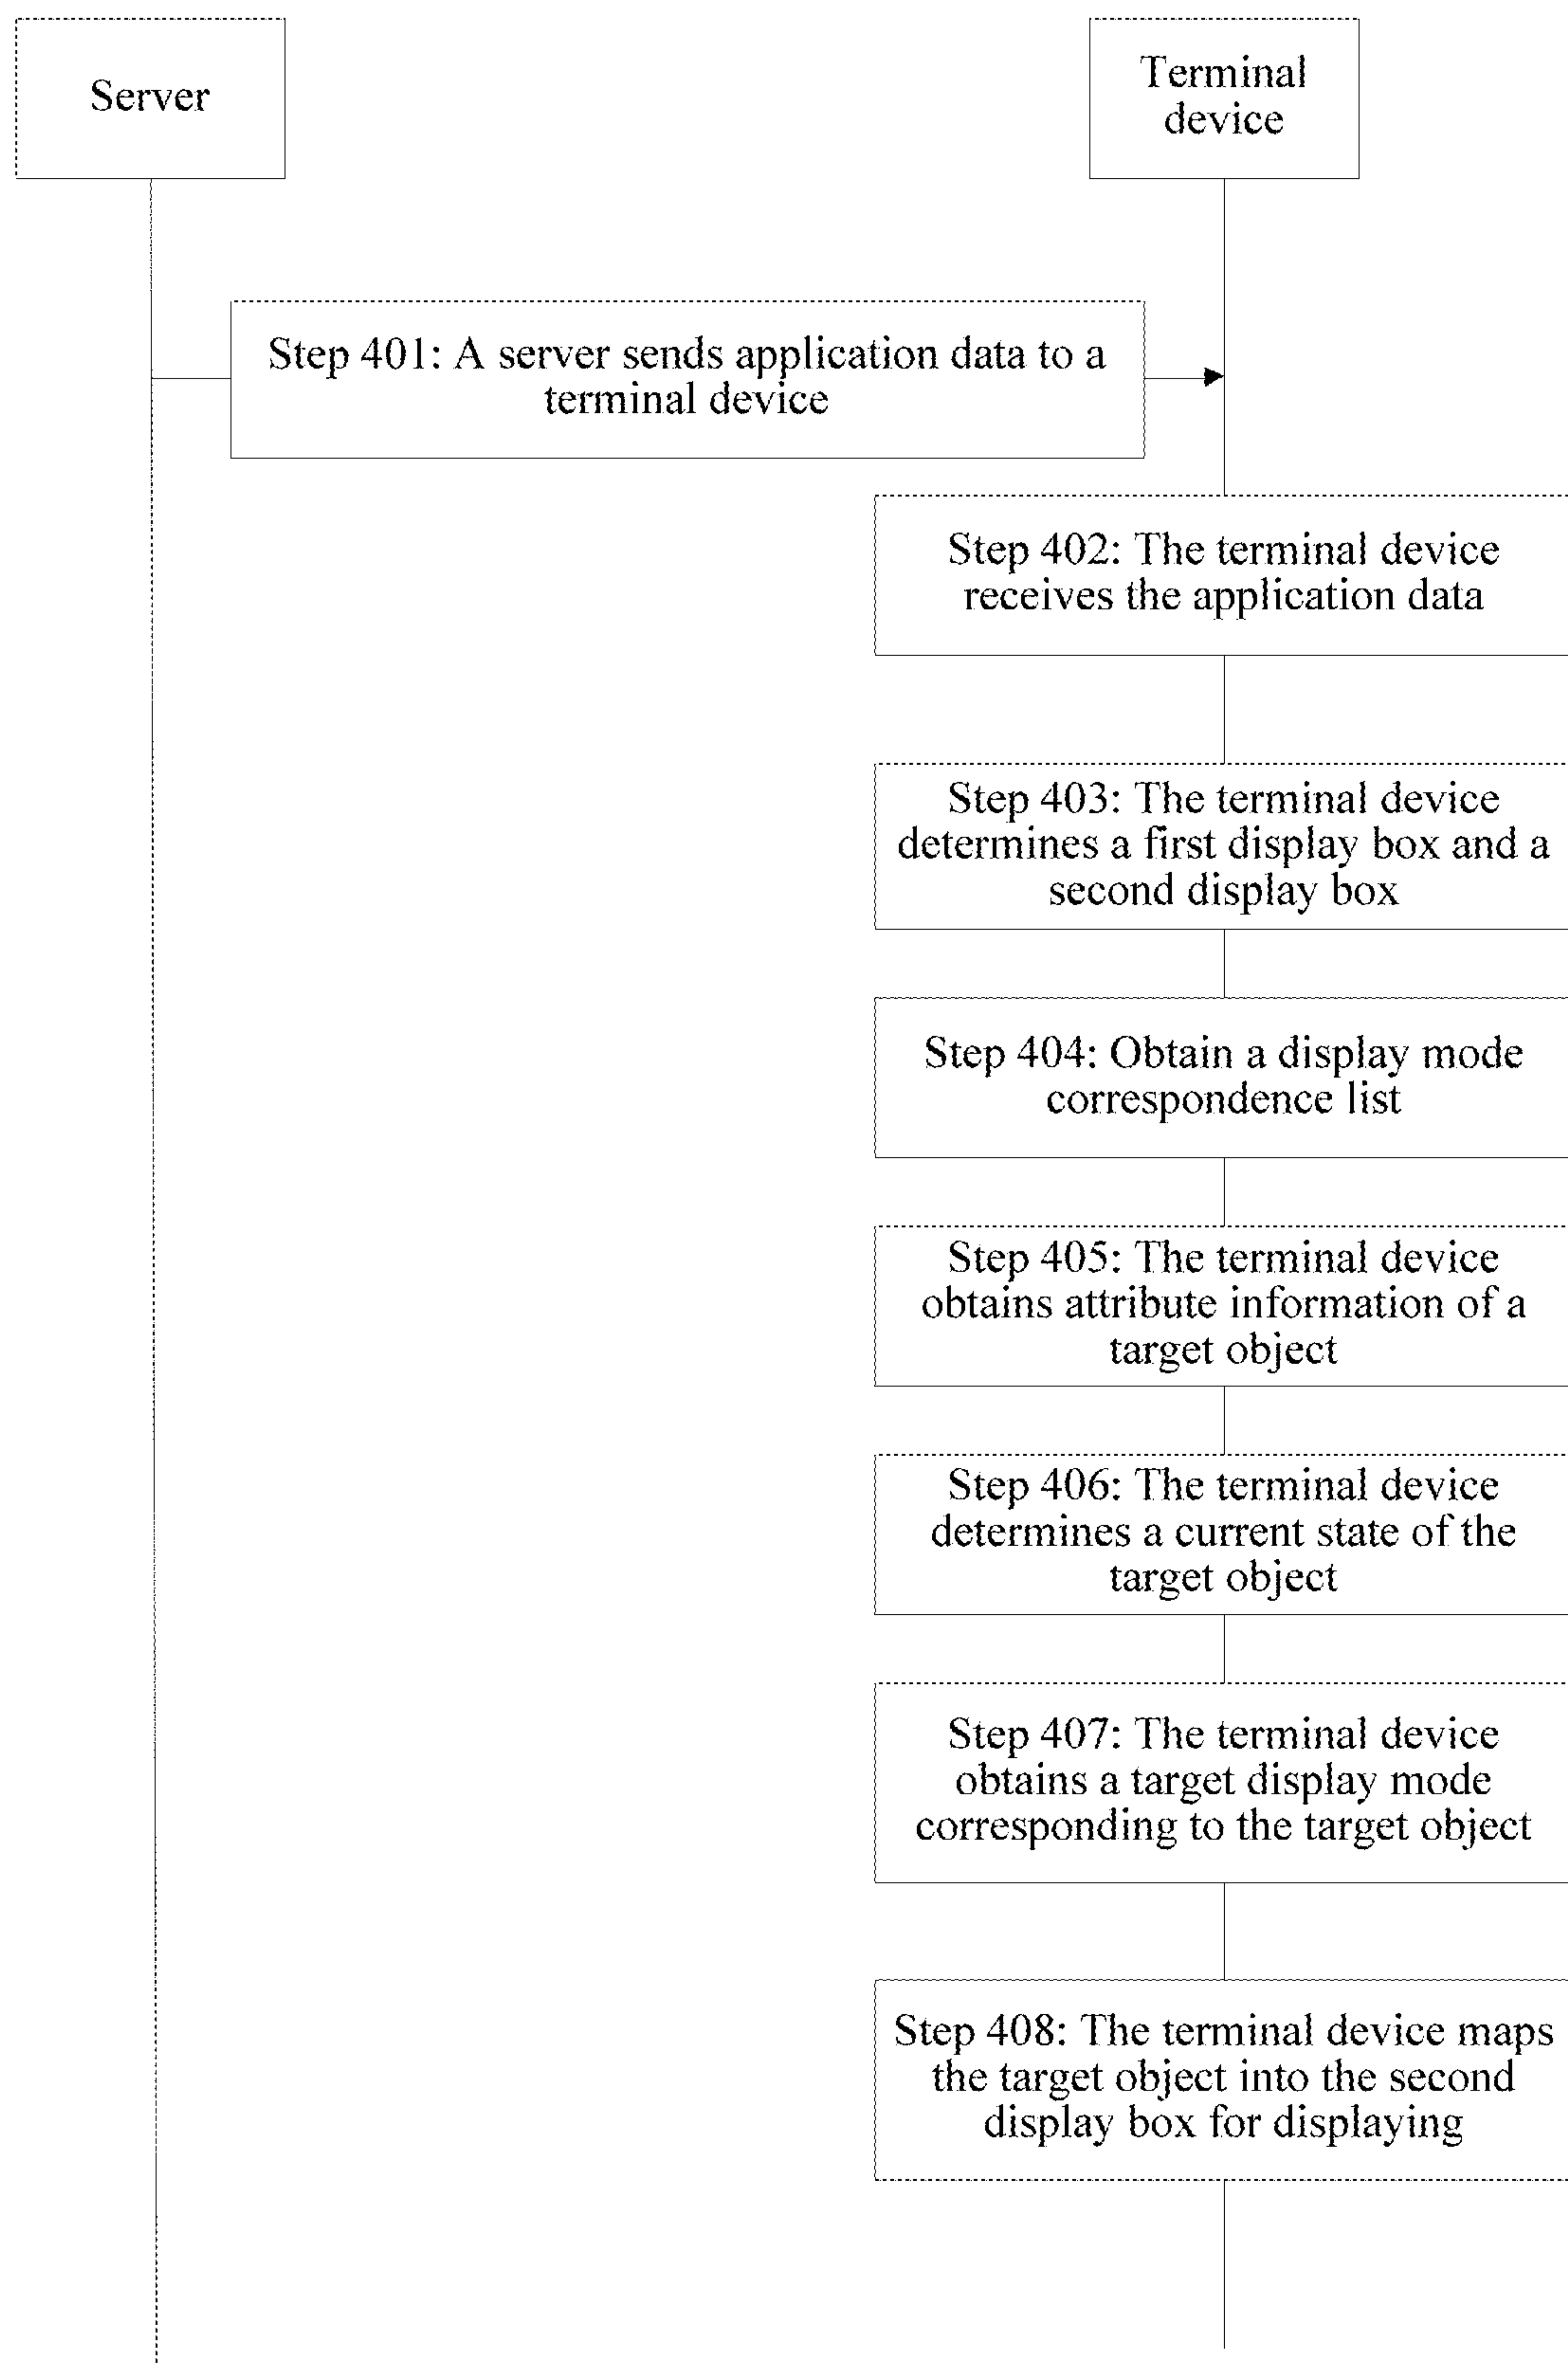 Server
Terminal
device
Step 401: A server sends application data to a
terminal device
Step 402: The terminal device
receives the application data
Step 403: The terminal device
determines a first display box and a
second display box
Step 404: Obtain a display mode
correspondence list
Step 405: The terminal device
obtains attribute information of a
target object
Step 406: The terminal device
determines a current state of the
target object
Step 407: The terminal device
obtains a target display mode
corresponding to the target object
Step 408: The terminal device maps
the target object into the second
display box for displaying